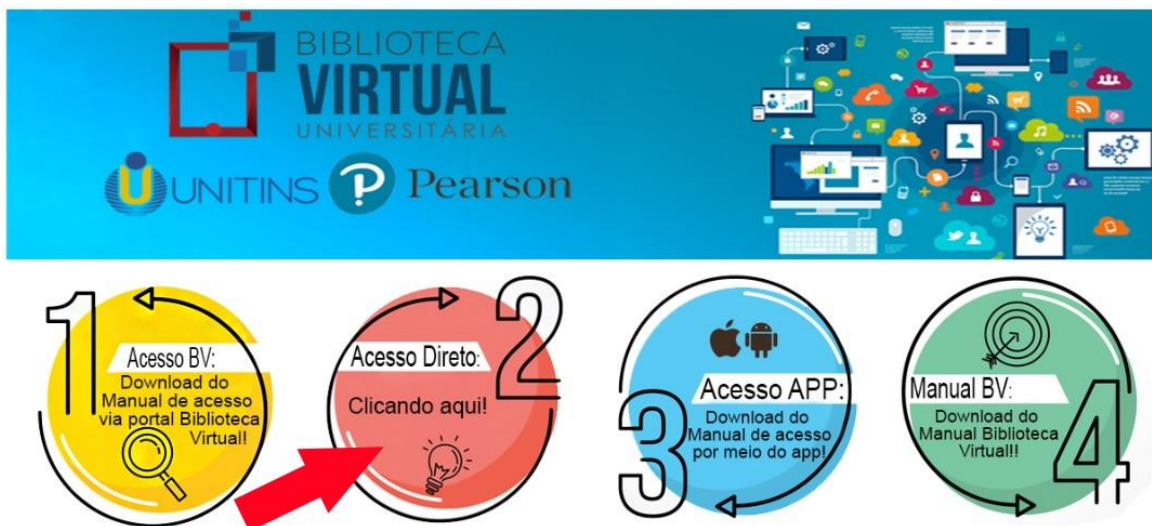 BIBLIOTECA
VIRTUAL
UNIVERSITÁRIA
UNITINS Pearson
1
Acesso BV:
Download do
Manual de acesso
via portal Biblioteca
Virtual!
2
Acesso Direto:
Clicando aqui!
3
Acesso APP:
Download do
Manual de acesso
por meio do app!
4
Manual BV:
Download do
Manual Biblioteca
Virtual!!